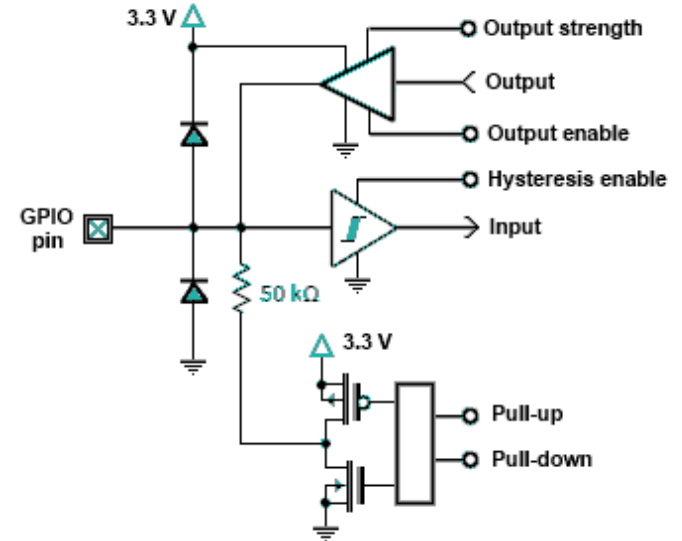 3.3 V
Output strength
Output
Output enable
Hysteresis enable
GPIO
pin
Input
50 kΩ
3.3 V
Pull-up
Pull-down